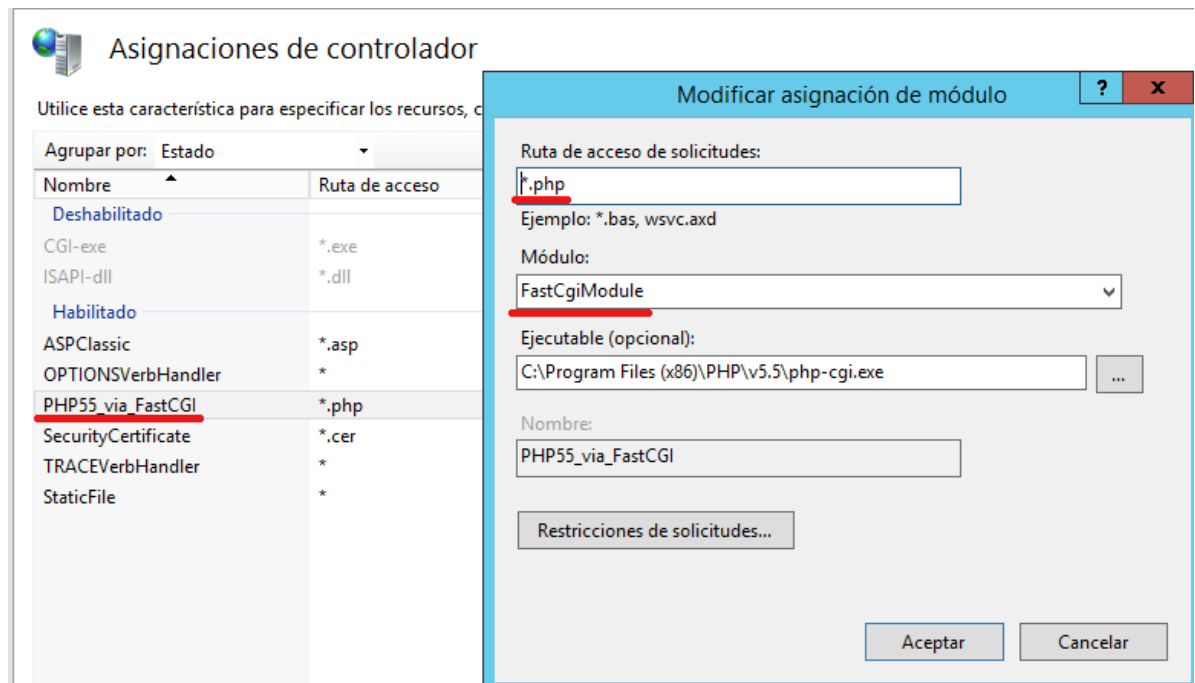 Asignaciones de controlador
Utilice esta característica para especificar los recursos, c
Agrupar por: Estado
Nombre Ruta de acceso
Deshabilitado
CGI-exe *.exe
ISAPI-dll *.dll
Habilitado
ASPClassic *.asp
OPTIONSVerbHandler *
PHP55_via_FastCGI *.php
SecurityCertificate *.cer
TRACEVerbHandler *
StaticFile *
Modificar asignación de módulo ? x
Ruta de acceso de solicitudes:
*.php
Ejemplo: *.bas, wsvc.axd
Módulo:
FastCgiModule
Ejecutable (opcional):
C:\Program Files (x86)\PHP\v5.5\php-cgi.exe ...
Nombre:
PHP55_via_FastCGI
Restricciones de solicitudes...
Aceptar Cancelar